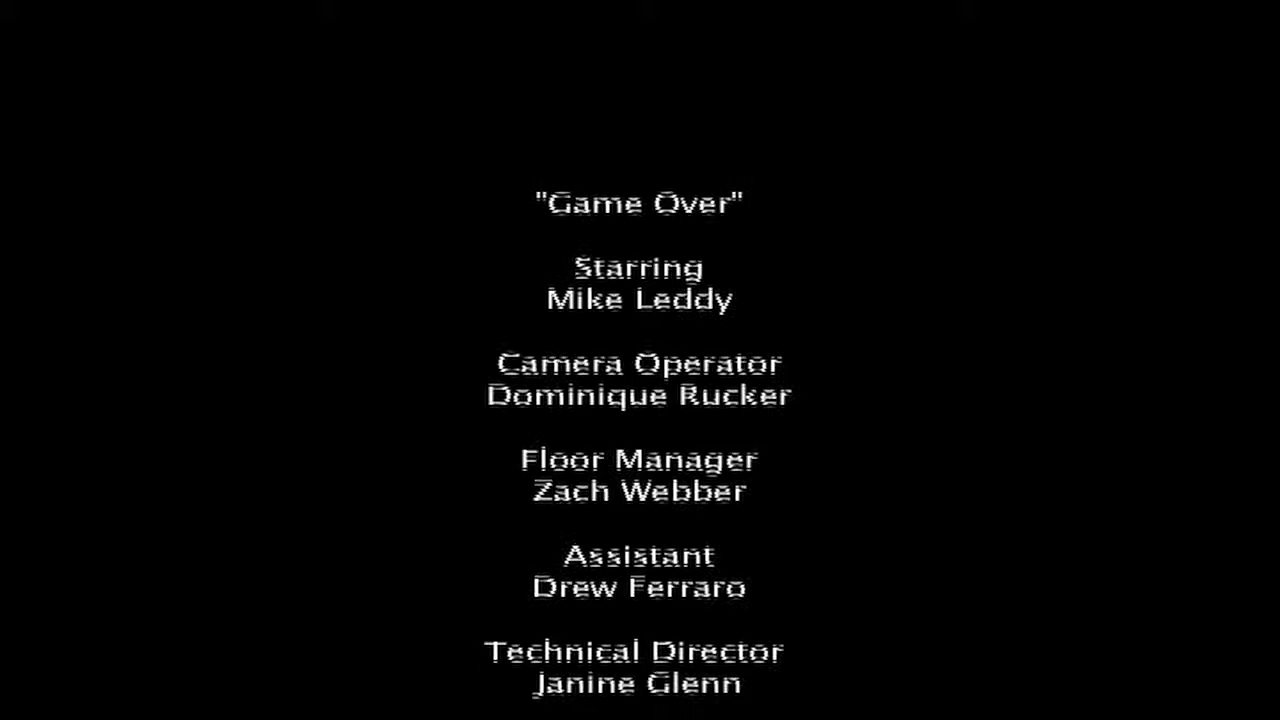 "Game Over"
Starring
Mike Leddy
Camera Operator
Dominique Rucker
Floor Manager
Zach Webber
Assistant
Drew Ferraro
Technical Director
Janine Glenn